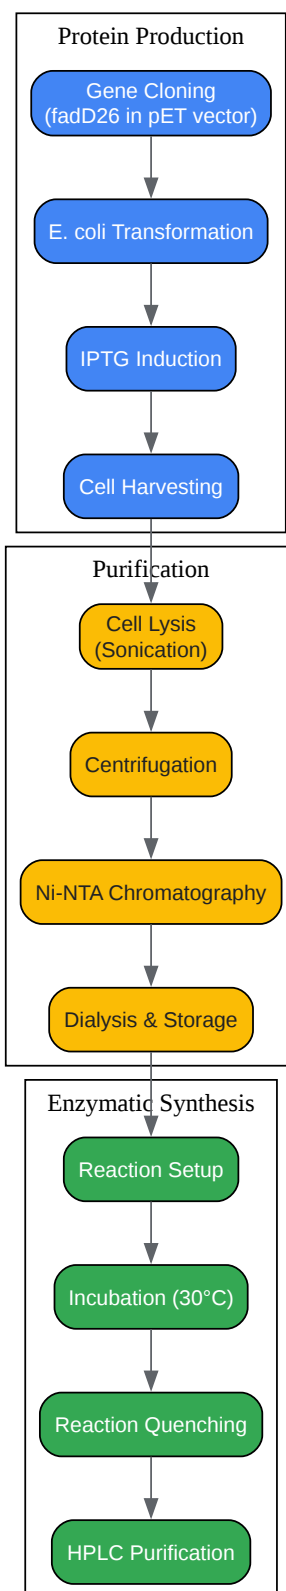 Protein Production
Gene Cloning
(fadD26 in pET vector)
E. coli Transformation
IPTG Induction
Cell Harvesting
Purification
Cell Lysis
(Sonication)
Centrifugation
Ni-NTA Chromatography
Dialysis & Storage
Enzymatic Synthesis
Reaction Setup
Incubation (30°C)
Reaction Quenching
HPLC Purification